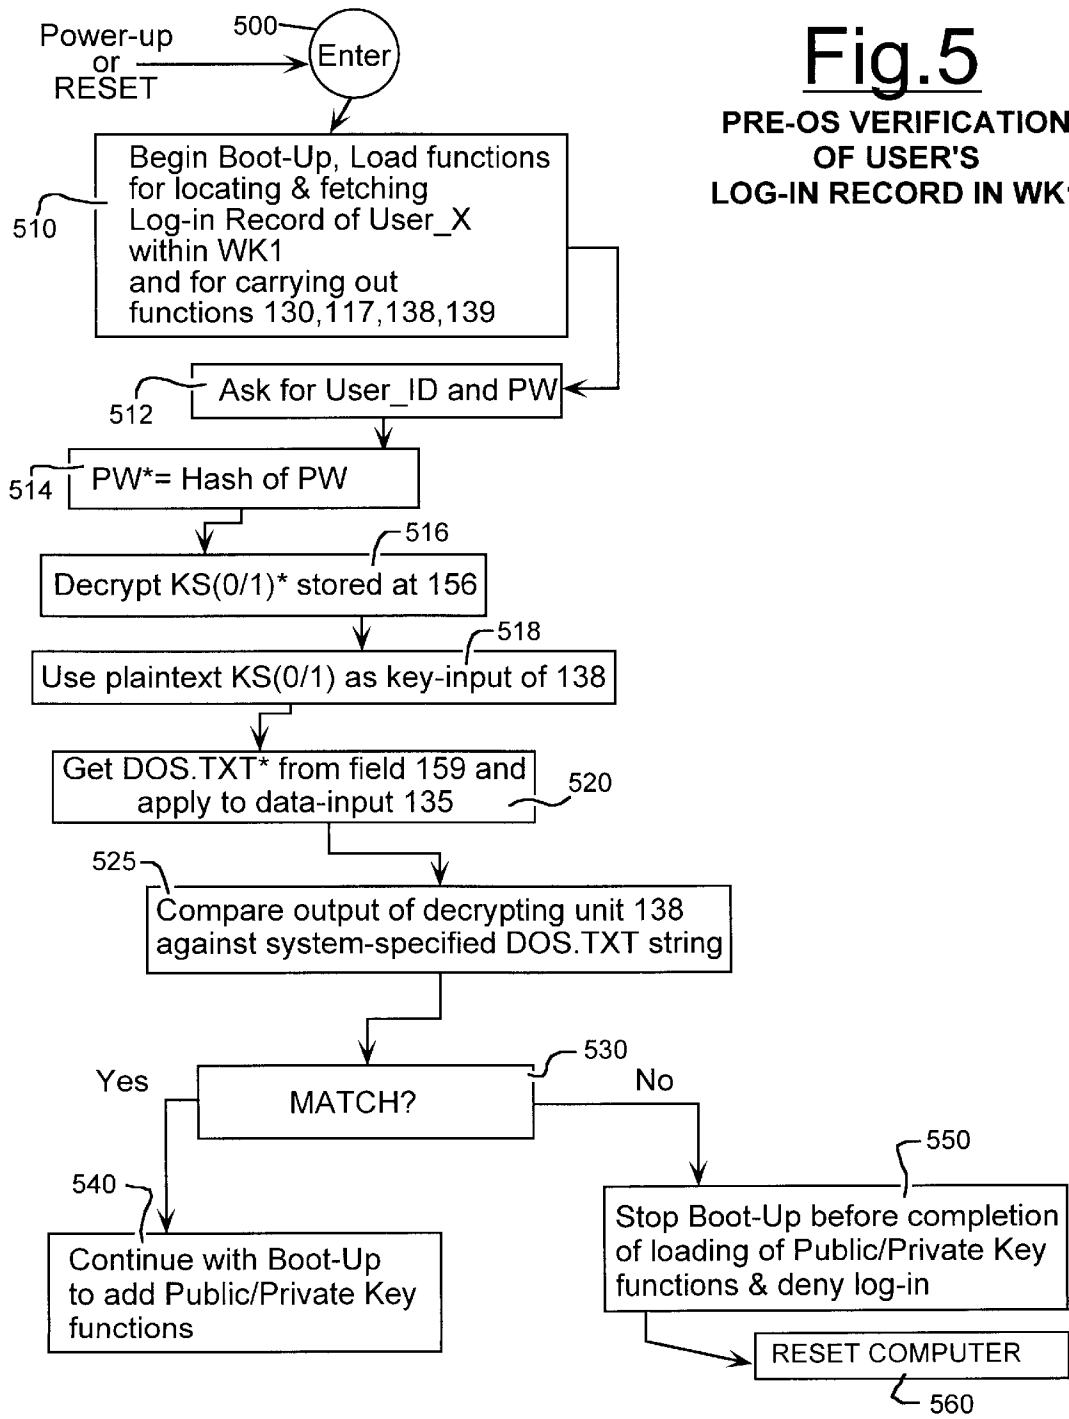 500
Power-up
or
RESET
Enter
Fig.5
PRE-OS VERIFICATION
OF USER'S
LOG-IN RECORD IN WK1
510
Begin Boot-Up, Load functions
for locating & fetching
Log-in Record of User_X
within WK1
and for carrying out
functions 130,117,138,139
512
Ask for User_ID and PW
514
PW*= Hash of PW
516
Decrypt KS(0/1)* stored at 156
518
Use plaintext KS(0/1) as key-input of 138
Get DOS.TXT* from field 159 and
apply to data-input 135
520
525
Compare output of decrypting unit 138
against system-specified DOS.TXT string
530
Yes
MATCH?
No
540
Continue with Boot-Up
to add Public/Private Key
functions
550
Stop Boot-Up before completion
of loading of Public/Private Key
functions & deny log-in
RESET COMPUTER
560